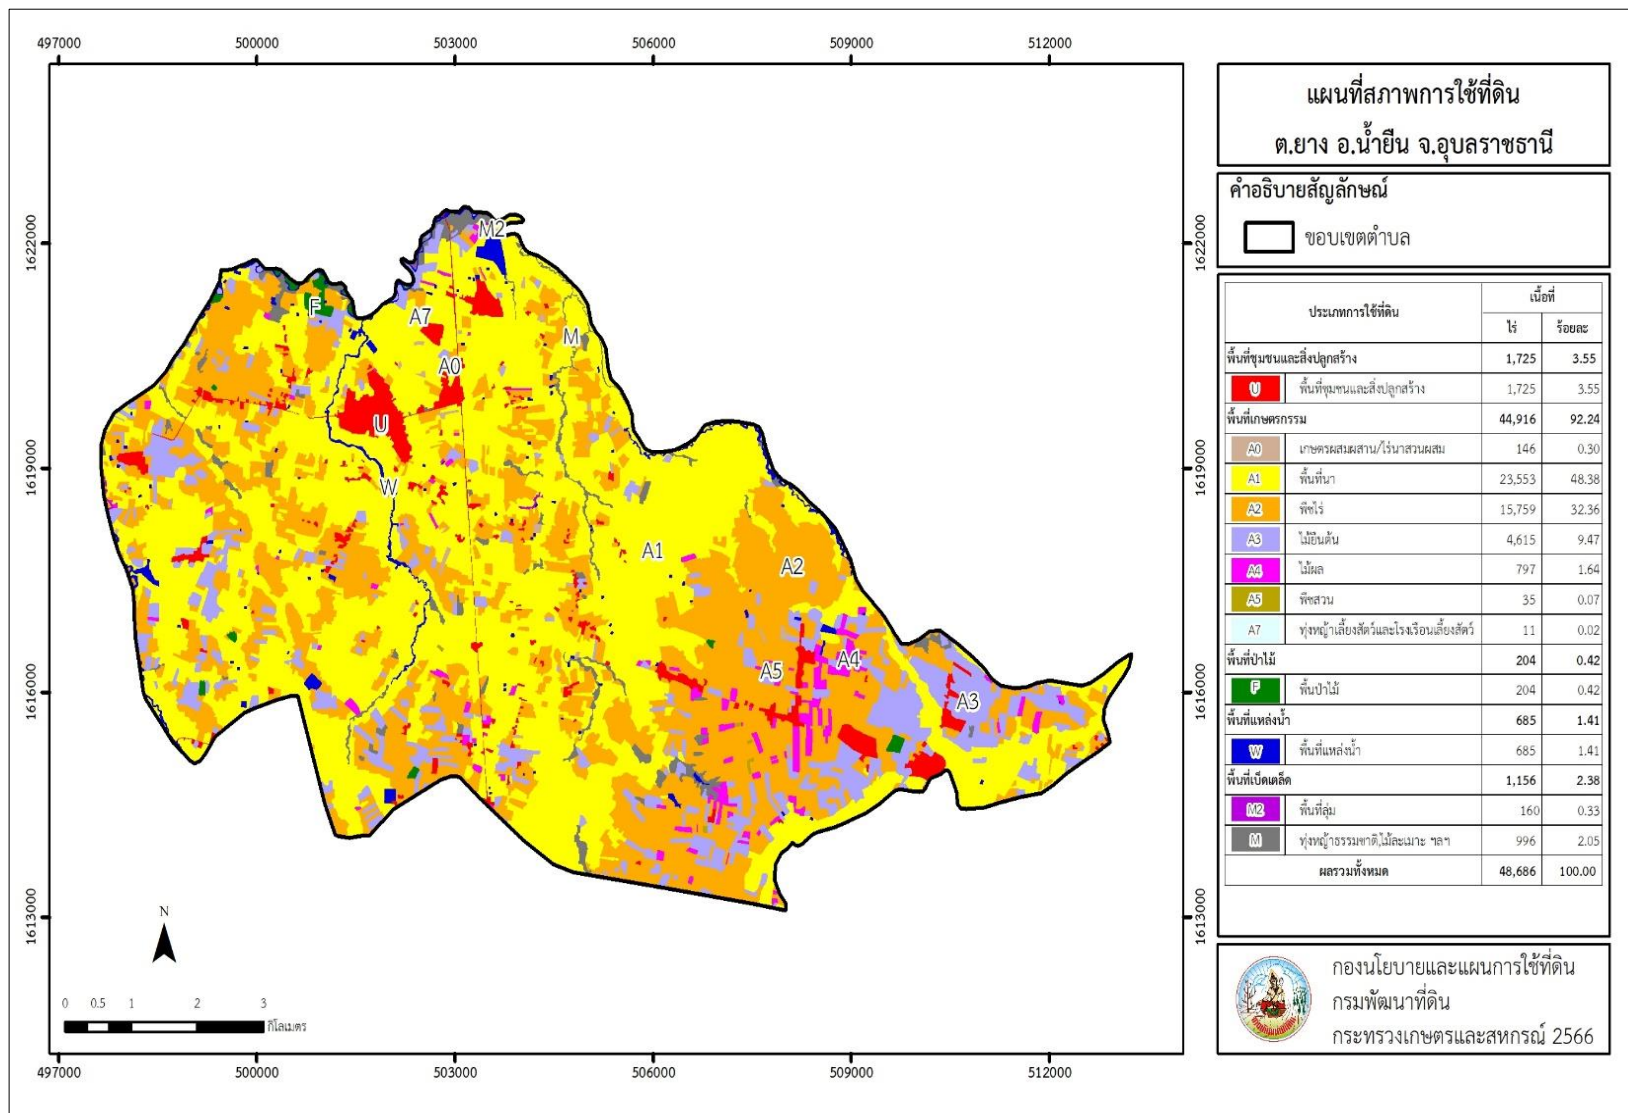 497000 500000 503000 506000 509000 512000
แผนที่สภาพการใช้ที่ดิน
ต.ยาง อ.น้ำยืน จ.อุบลราชธานี
คำอธิบายสัญลักษณ์
ขอบเขตตำบล
1622000 1622000
1619000 1619000
1616000 1616000
1613000 1613000
M2
F
A7
M
A0
U
W
A1
A2
A5
A4
A3
ประเภทการใช้ที่ดิน เนื้อที่
ไร่ ร้อยละ
พื้นที่ชุมชนและสิ่งปลูกสร้าง 1,725 3.55
U พื้นที่ชุมชนและสิ่งปลูกสร้าง 1,725 3.55
พื้นที่เกษตรกรรม 44,916 92.24
A0 เกษตรผสมผสาน/ไร่นาสวนผสม 146 0.30
A1 พื้นที่นา 23,553 48.38
A2 พืชไร่ 15,759 32.36
A3 ไม้ยืนต้น 4,615 9.47
A4 ไม้ผล 797 1.64
A5 พืชสวน 35 0.07
A7 ทุ่งหญ้าเลี้ยงสัตว์และโรงเรือนเลี้ยงสัตว์ 11 0.02
พื้นที่ป่าไม้ 204 0.42
F พื้นป่าไม้ 204 0.42
พื้นที่แหล่งน้ำ 685 1.41
W พื้นที่แหล่งน้ำ 685 1.41
พื้นที่เบ็ดเตล็ด 1,156 2.38
M2 พื้นที่ลุ่ม 160 0.33
M ทุ่งหญ้าธรรมชาติ,ไม้ละเมาะ ฯลฯ 996 2.05
ผลรวมทั้งหมด 48,686 100.00
N
0 0.5 1 2 3
กิโลเมตร
กองนโยบายและแผนการใช้ที่ดิน
กรมพัฒนาที่ดิน
กระทรวงเกษตรและสหกรณ์ 2566
497000 500000 503000 506000 509000 512000